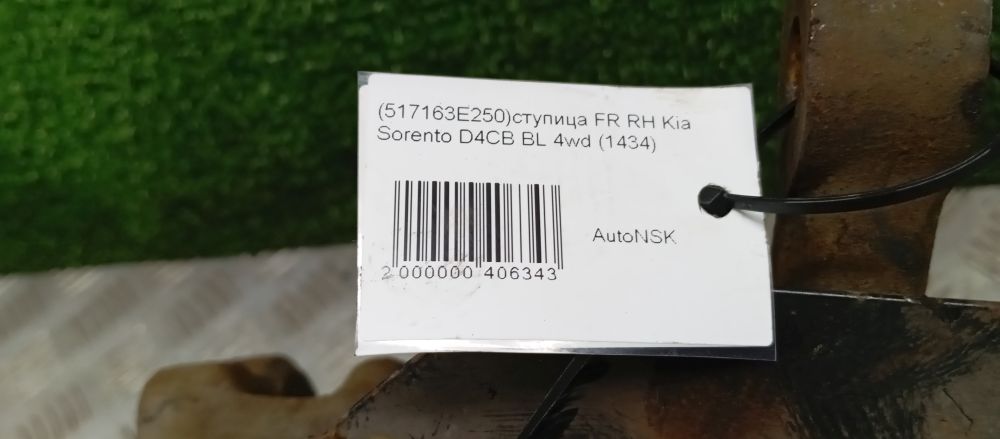 (517163E250)ступица FR RH Kia
Sorento D4CB BL 4wd (1434)
AutoNSK
2 000000 406343